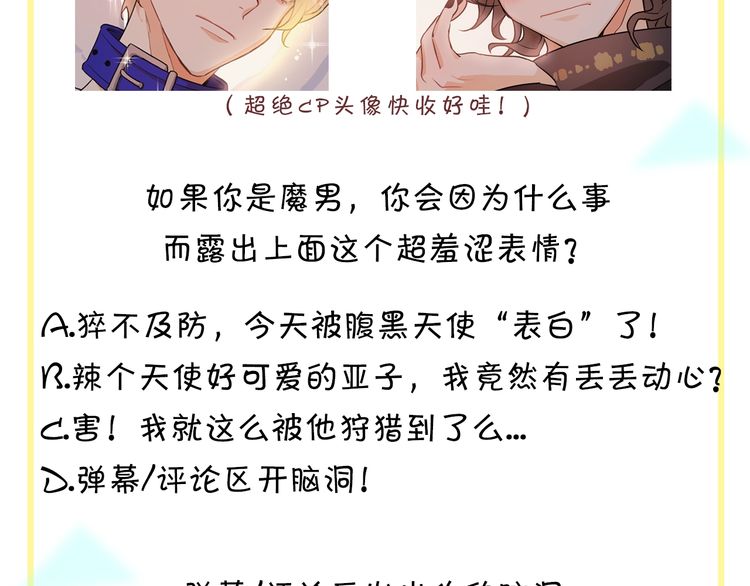 （超绝CP头像快收好哇！）
如果你是魔男，你会因为什么事
而露出上面这个超羞涩表情？
A.猝不及防，今天被腹黑天使“表白”了！
B.辣个天使好可爱的亚子，我竟然有丢丢动心？
C.害！我就这么被他狩猎到了么...
D.弹幕/评论区开脑洞！